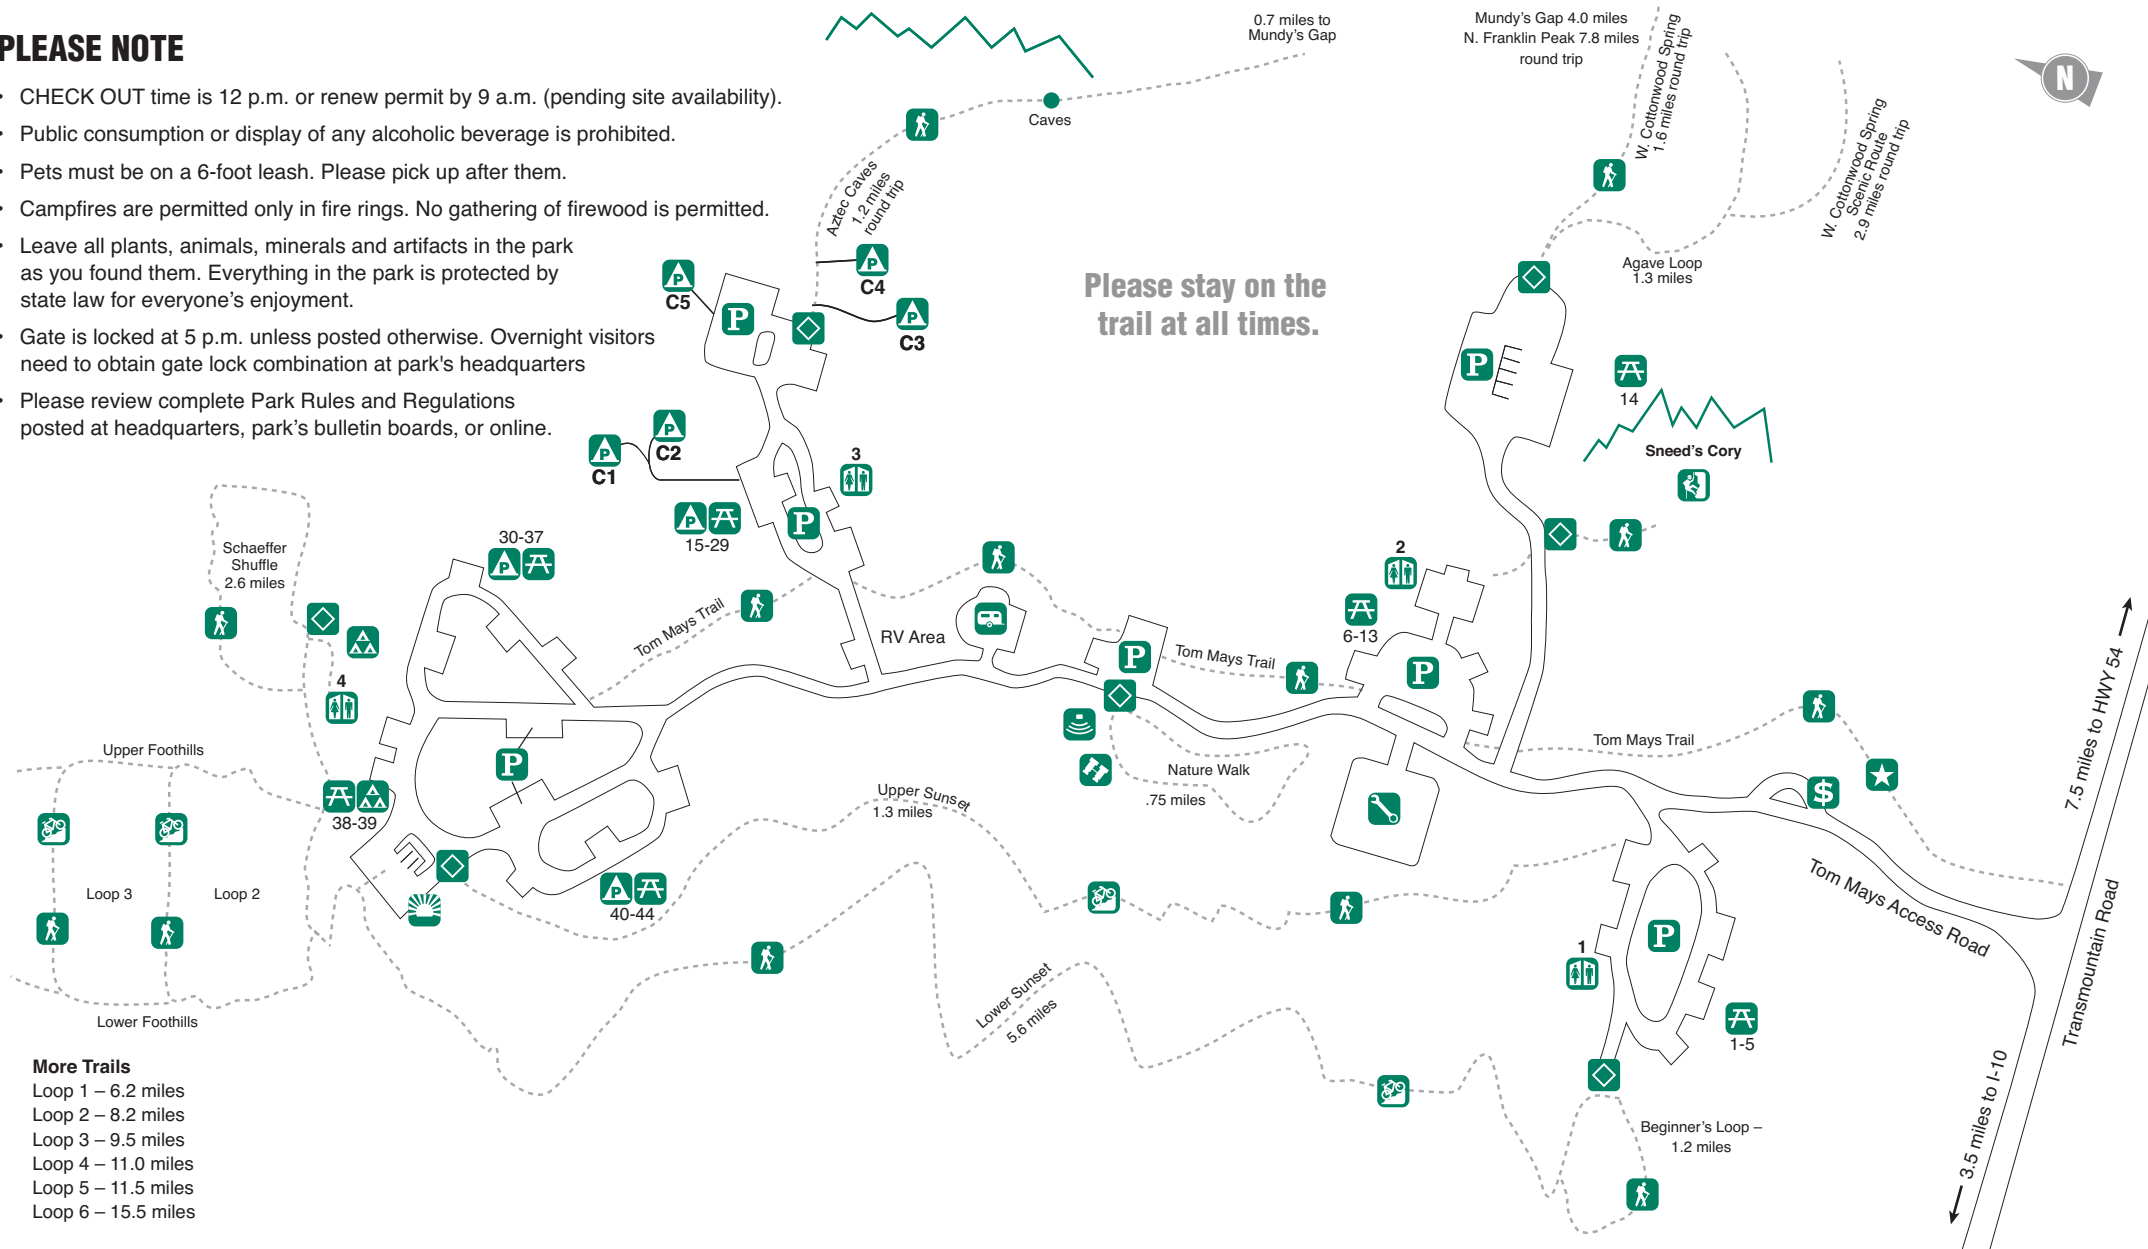 PLEASE NOTE
• CHECK OUT time is 12 p.m. or renew permit by 9 a.m. (pending site availability).
• Public consumption or display of any alcoholic beverage is prohibited.
• Pets must be on a 6-foot leash. Please pick up after them.
• Campfires are permitted only in fire rings. No gathering of firewood is permitted.
• Leave all plants, animals, minerals and artifacts in the park
as you found them. Everything in the park is protected by
state law for everyone's enjoyment.
• Gate is locked at 5 p.m. unless posted otherwise. Overnight visitors
need to obtain gate lock combination at park's headquarters
• Please review complete Park Rules and Regulations
posted at headquarters, park's bulletin boards, or online.
0.7 miles to
Mundy's Gap
Mundy's Gap 4.0 miles
N. Franklin Peak 7.8 miles
round trip
W. Cottonwood Spring
1.6 miles round trip
N
Caves
Aztec Caves
1.2 miles
round trip
W. Cottonwood Spring
Scenic Route
2.9 miles round trip
Agave Loop
1.3 miles
Please stay on the
trail at all times.
P
C5
P
P
C4
P
C3
P
P
14
Sneed's Cory
P
C1
P
C2
3
P
P
15-29
30-37
P
Schaeffer
Shuffle
2.6 miles
4
Tom Mays Trail
RV Area
P
Tom Mays Trail
2
6-13
P
Tom Mays Trail
7.5 miles to HWY 54
Upper Foothills
P
38-39
Loop 3
Loop 2
Lower Foothills
P
40-44
Upper Sunset
1.3 miles
Nature Walk
.75 miles
$
Tom Mays Access Road
Transmountain Road
P
1
1-5
Lower Sunset
5.6 miles
Beginner's Loop –
1.2 miles
3.5 miles to I-10
More Trails
Loop 1 – 6.2 miles
Loop 2 – 8.2 miles
Loop 3 – 9.5 miles
Loop 4 – 11.0 miles
Loop 5 – 11.5 miles
Loop 6 – 15.5 miles